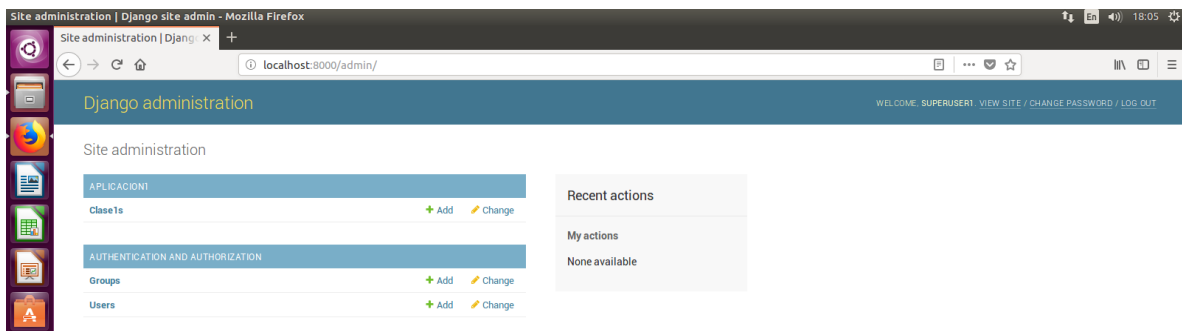 Site administration | Django site admin - Mozilla Firefox
En
18:05
Site administration | Djang
localhost:8000/admin/
Django administration
WELCOME, SUPERUSER1. VIEW SITE / CHANGE PASSWORD / LOG OUT
Site administration
APLICACION1
Clase1s
Add
Change
AUTHENTICATION AND AUTHORIZATION
Groups
Add
Change
Users
Add
Change
Recent actions
My actions
None available